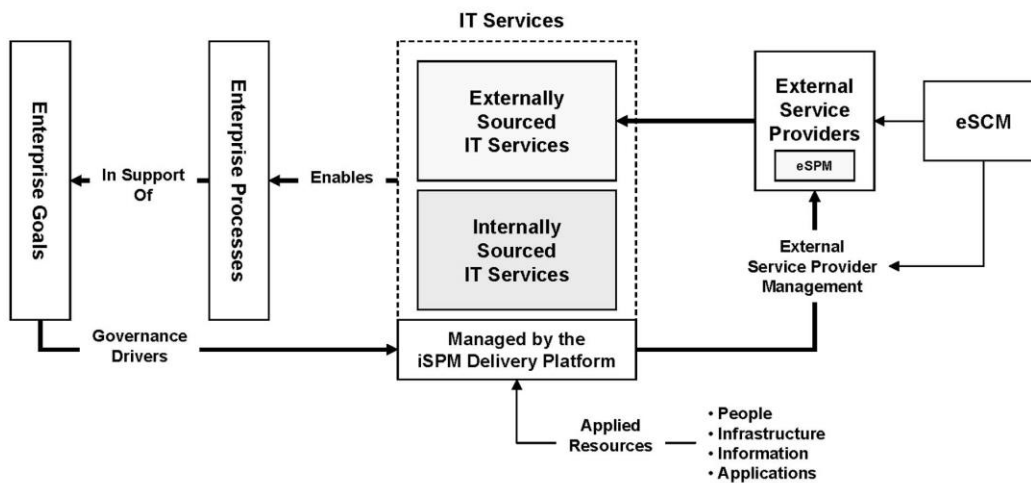 IT Services
Enterprise Goals
In Support
Of
Enterprise Processes
Enables
Externally
Sourced
IT Services
Internally
Sourced
IT Services
Managed by the
iSPM Delivery Platform
External
Service
Providers
eSPM
eSCM
External
Service Provider
Management
Governance
Drivers
Applied
Resources
• People
• Infrastructure
• Information
• Applications